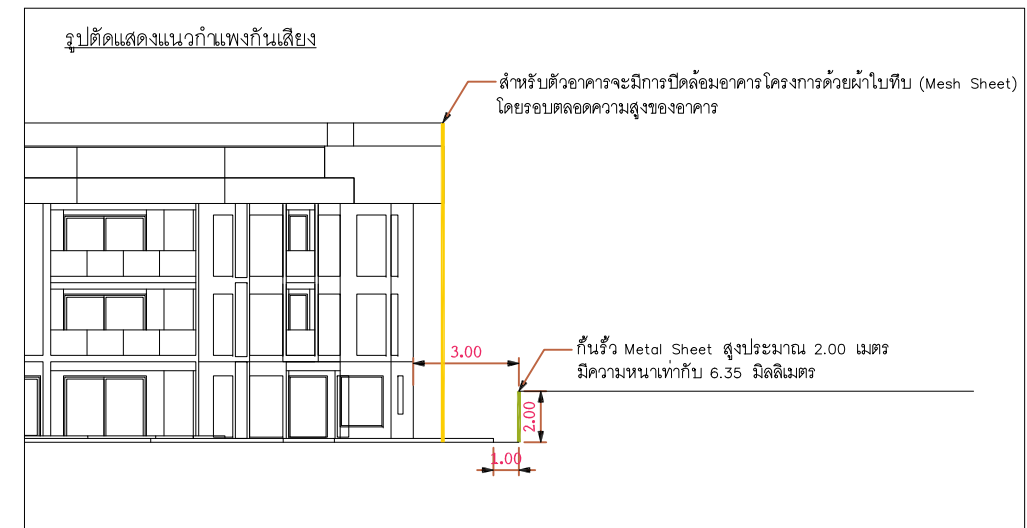 รูปตัดแสดงแนวกำแพงกันเสียง
สำหรับตัวอาคารจะมีการปิดล้อมอาคารโครงการด้วยผ้าใบทึบ (Mesh Sheet)
โดยรอบตลอดความสูงของอาคาร
3.00
กั้นรั้ว Metal Sheet สูงประมาณ 2.00 เมตร
มีความหนาเท่ากับ 6.35 มิลลิเมตร
2.00
1.00